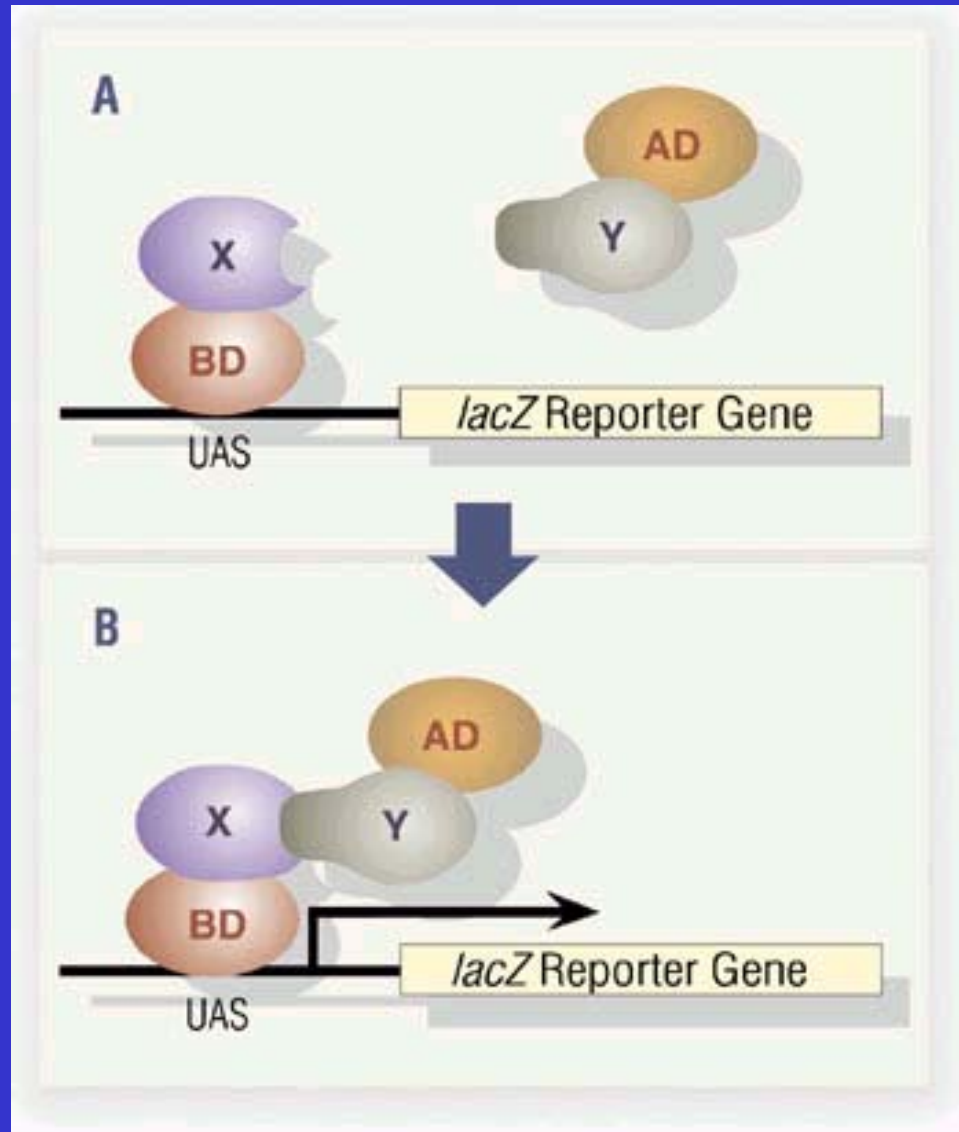 A
AD
X
Y
BD
lacZ Reporter Gene
UAS
B
AD
X
Y
BD
lacZ Reporter Gene
UAS